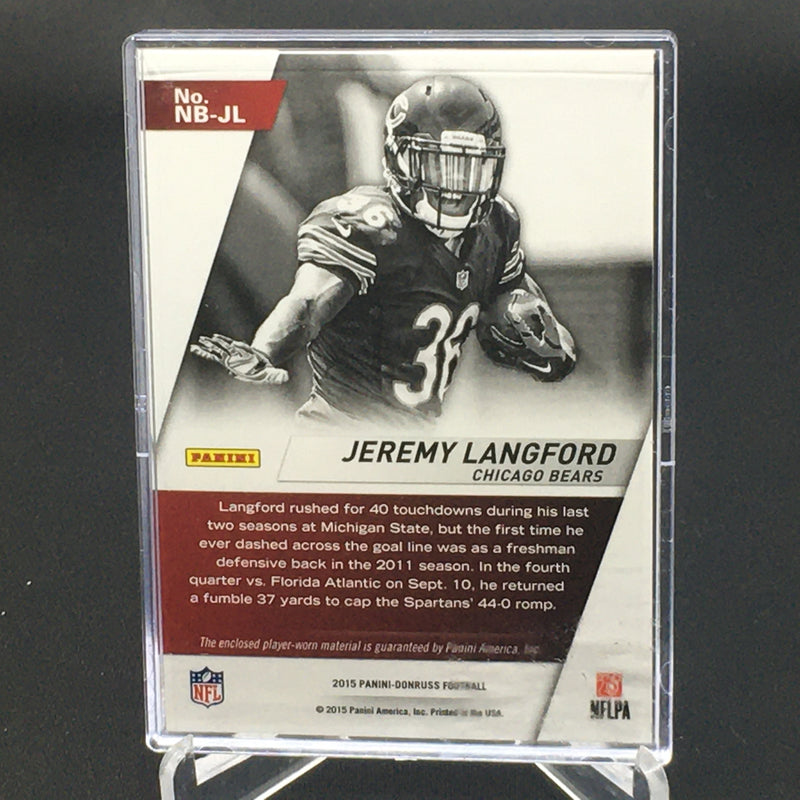 No.
NB-JL
36
36
PANINI
JEREMY LANGFORD
CHICAGO BEARS
Langford rushed for 40 touchdowns during his last
two seasons at Michigan State, but the first time he
ever dashed across the goal line was as a freshman
defensive back in the 2011 season. In the fourth
quarter vs. Florida Atlantic on Sept. 10, he returned
a fumble 37 yards to cap the Spartans' 44-0 romp.
The enclosed player-worn material is guaranteed by Panini America, Inc.
NFL
2015 PANINI-DONRUSS FOOTBALL
© 2015 Panini America, Inc. Printed in the USA.
NFLPA